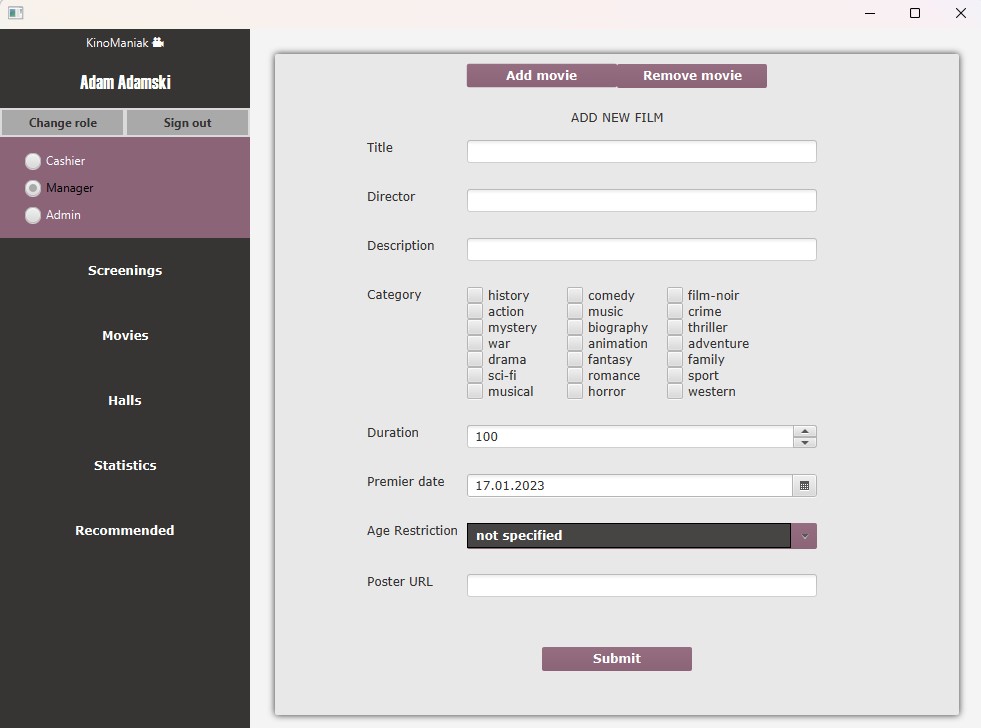 KinoManiak
Adam Adamski
Change role Sign out
Cashier
Manager
Admin
Screenings
Movies
Halls
Statistics
Recommended
Add movie Remove movie
ADD NEW FILM
Title
Director
Description
Category
history comedy film-noir
action music crime
mystery biography thriller
war animation adventure
drama fantasy family
sci-fi romance sport
musical horror western
Duration 100
Premier date 17.01.2023
Age Restriction not specified
Poster URL
Submit